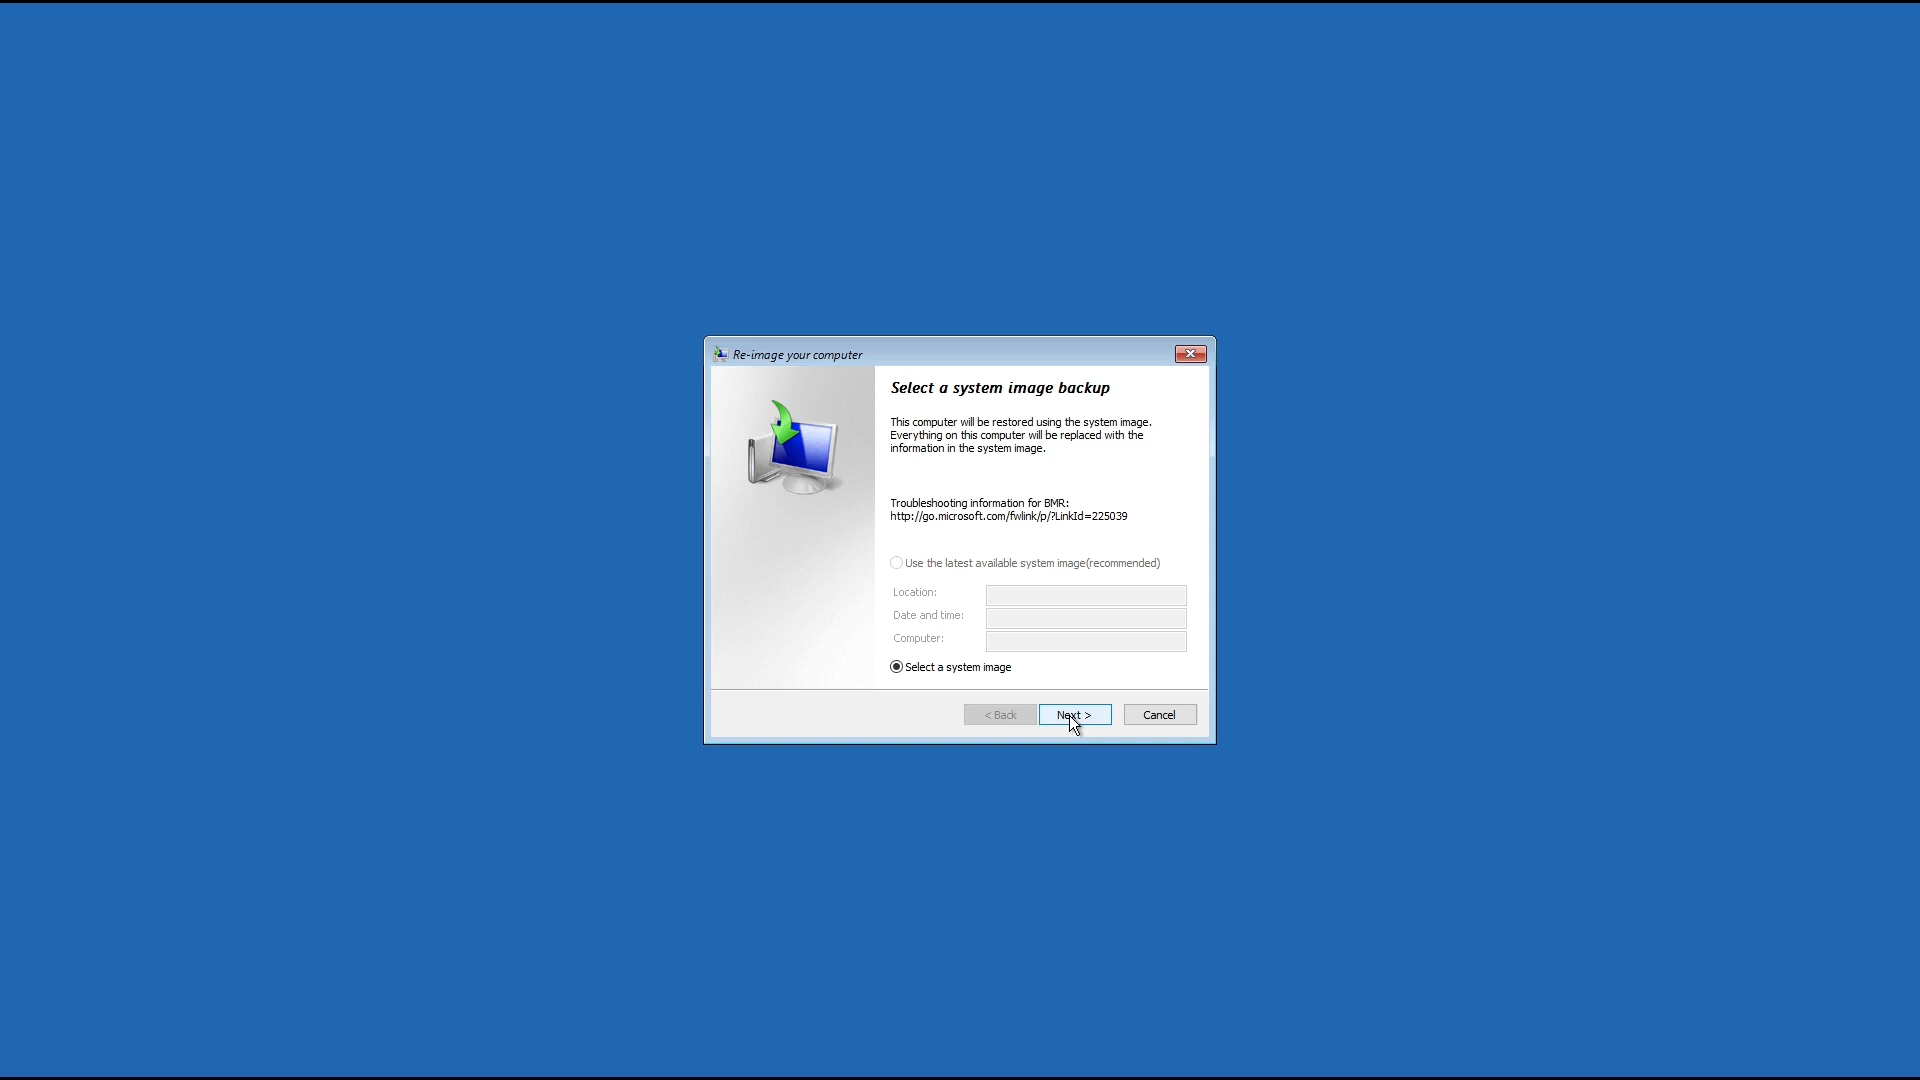 Re-image your computer
Select a system image backup
This computer will be restored using the system image.
Everything on this computer will be replaced with the
information in the system image.
Troubleshooting information for BMR:
http://go.microsoft.com/fwlink/p/?LinkId=225039
Use the latest available system image(recommended)
Location:
Date and time:
Computer:
Select a system image
< Back Next > Cancel